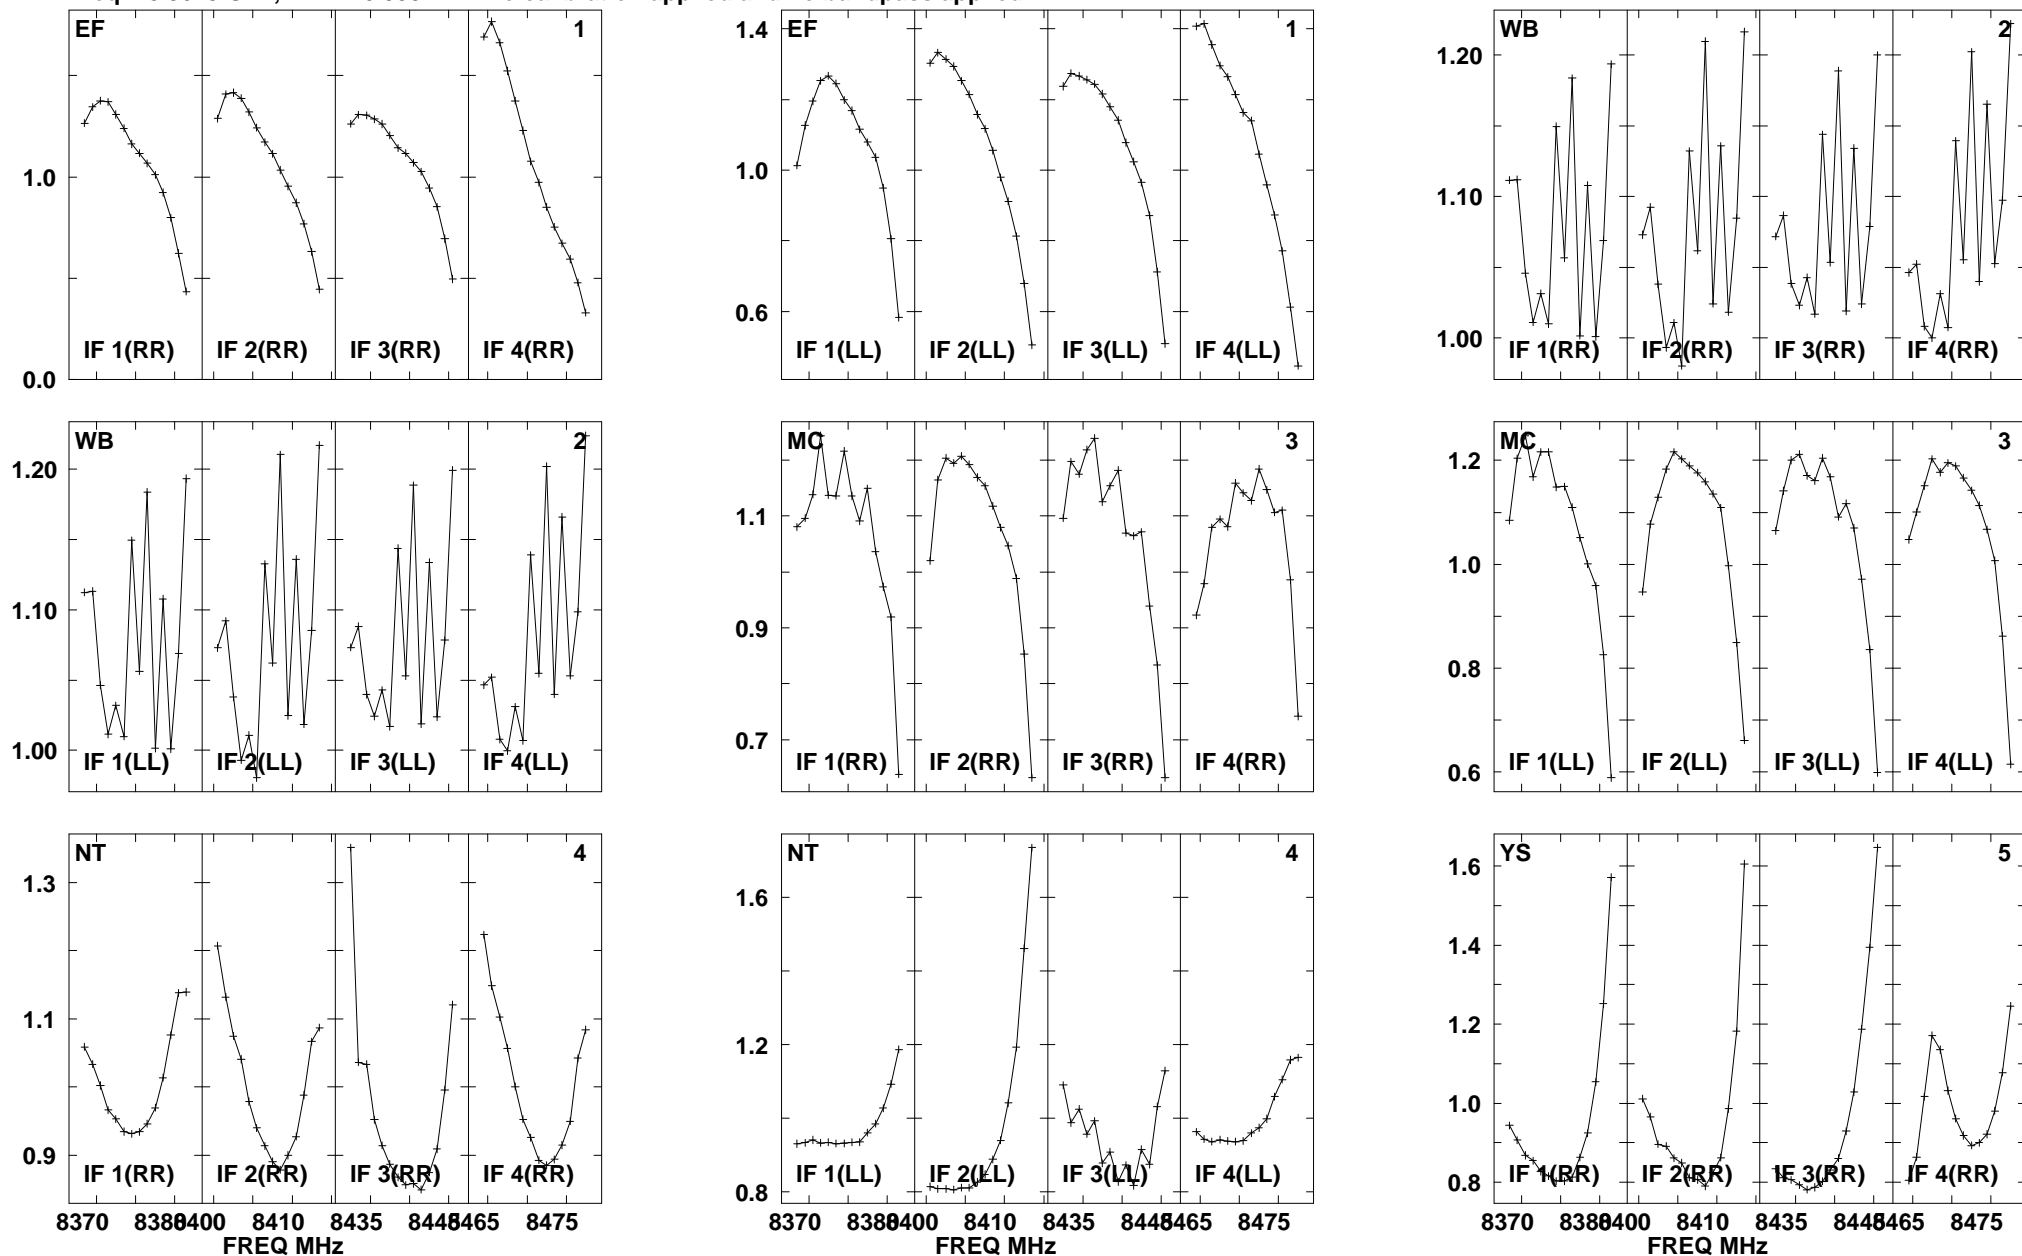 EF 1
1.0
0.0
IF 1(RR) IF 2(RR) IF 3(RR) IF 4(RR)
EF 1
1.4
1.0
0.6
IF 1(LL) IF 2(LL) IF 3(LL) IF 4(LL)
WB 2
1.20
1.10
1.00
IF 1(RR) IF 2(RR) IF 3(RR) IF 4(RR)
WB 2
1.20
1.10
1.00
IF 1(LL) IF 2(LL) IF 3(LL) IF 4(LL)
MC 3
1.1
0.9
0.7
IF 1(RR) IF 2(RR) IF 3(RR) IF 4(RR)
MC 3
1.2
1.0
0.8
0.6
IF 1(LL) IF 2(LL) IF 3(LL) IF 4(LL)
NT 4
1.3
1.1
0.9
IF 1(RR) IF 2(RR) IF 3(RR) IF 4(RR)
8370 8380 8400 8410 8435 8445 8465 8475
FREQ MHz
NT 4
1.6
1.2
0.8
IF 1(LL) IF 2(LL) IF 3(LL) IF 4(LL)
8370 8380 8400 8410 8435 8445 8465 8475
FREQ MHz
YS 5
1.6
1.4
1.2
1.0
0.8
IF 1(RR) IF 2(RR) IF 3(RR) IF 4(RR)
8370 8380 8400 8410 8435 8445 8465 8475
FREQ MHz